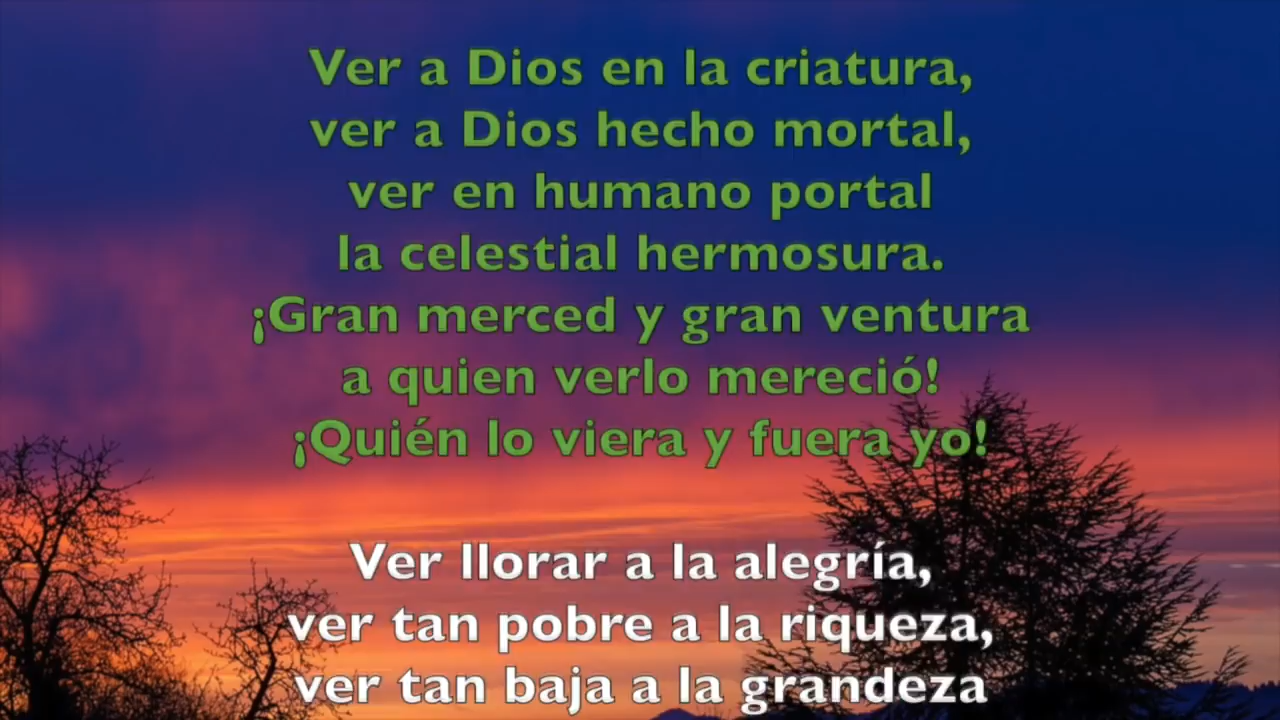 Ver a Dios en la criatura,
ver a Dios hecho mortal,
ver en humano portal
la celestial hermosura.
¡Gran merced y gran ventura
a quien verlo mereció!
¡Quién lo viera y fuera yo!
Ver llorar a la alegría,
ver tan pobre a la riqueza,
ver tan baja a la grandeza